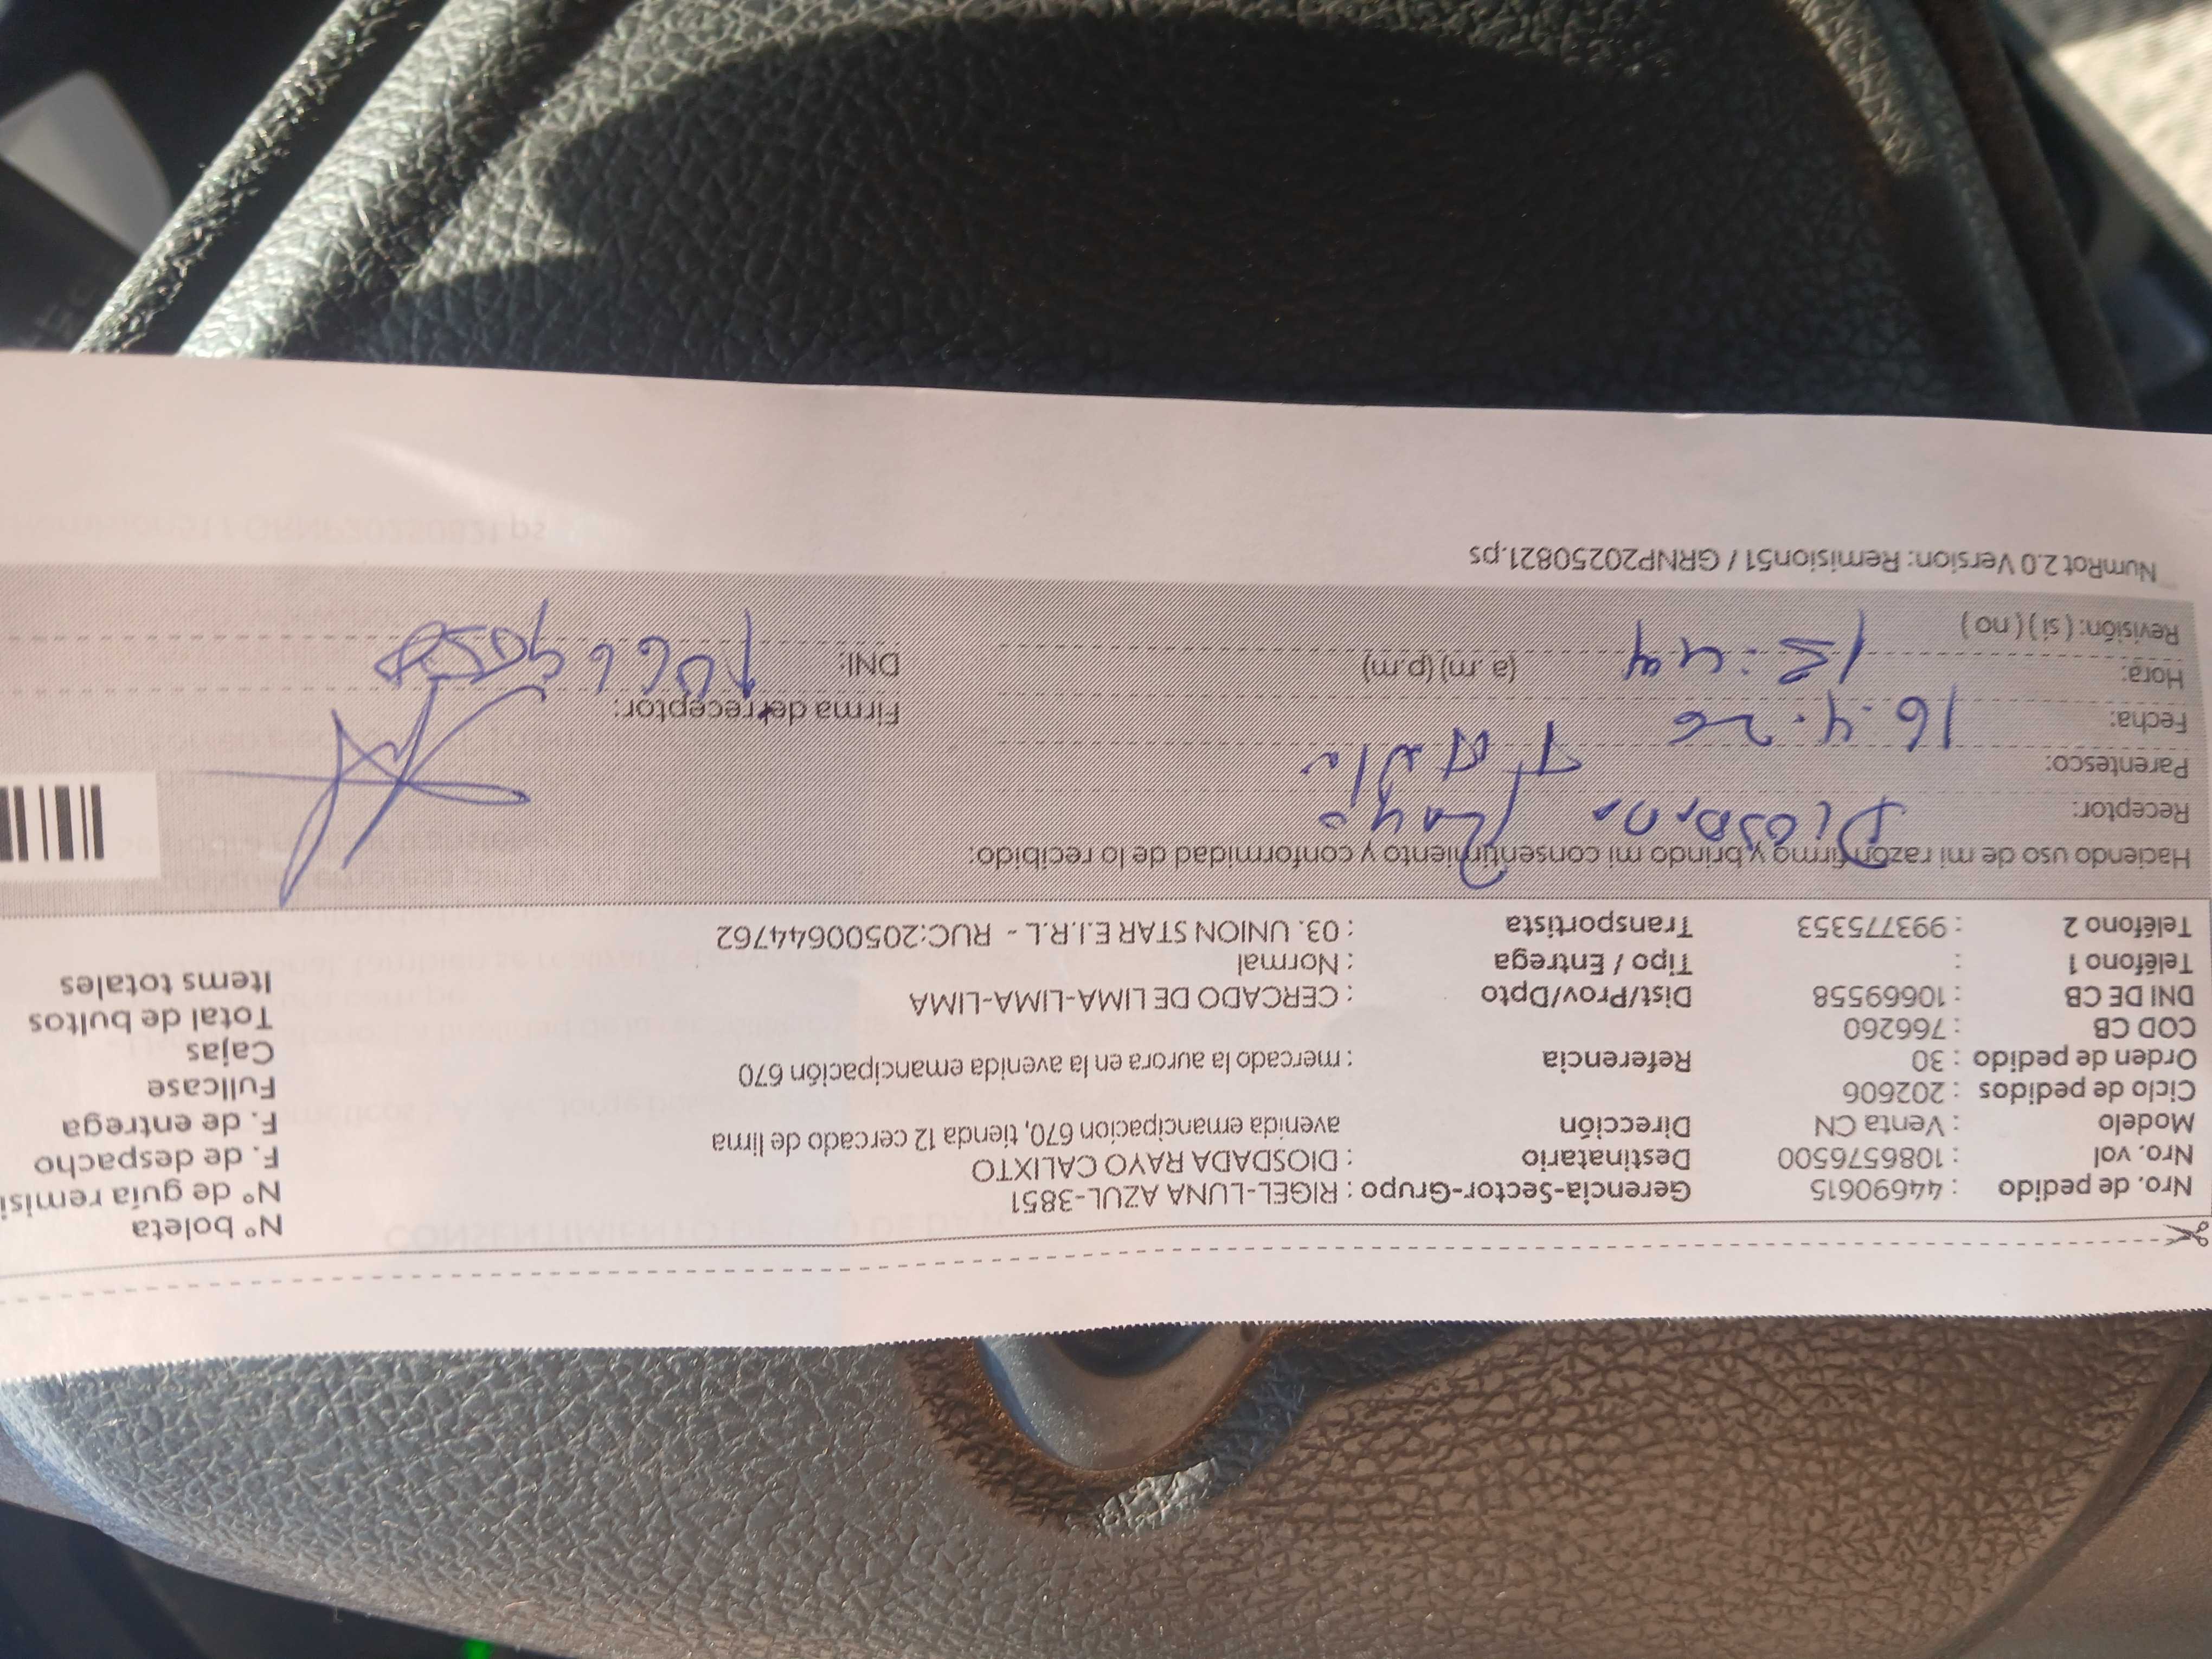 Nro. de pedido : 44690615 Gerencia-Sector-Grupo : RIGEL-LUNA AZUL-3851 N° boleta
Nro. vol : 1086576500 Destinatario : DIOSDADA RAYO CALIXTO N° de guía remisi
Modelo : Venta CN Dirección avenida emancipacion 670, tienda 12 cercado de lima F. de despacho
Ciclo de pedidos : 202606 F. de entrega
Orden de pedido : 30 Referencia : mercado la aurora en la avenida emancipación 670 Fullcase
COD CB : 766260 Cajas
DNI DE CB : 10669558 Dist/Prov/Dpto : CERCADO DE LIMA-LIMA-LIMA Total de bultos
Teléfono 1 : Tipo / Entrega : Normal Items totales
Teléfono 2 : 993775353 Transportista : 03. UNION STAR E.I.R.L - RUC:20500644762
Haciendo uso de mi razón firmo y brindo mi consentimiento y conformidad de lo recibido:
Receptor: Rayo
Parentesco:
Fecha: 16.4.26 Firma del receptor:
Hora: 12:44 (a .m) (p.m) DNI:
Revisión: ( sí ) ( no )
NumRot 2.0 Version: Remision51 / GRNP20250821.ps